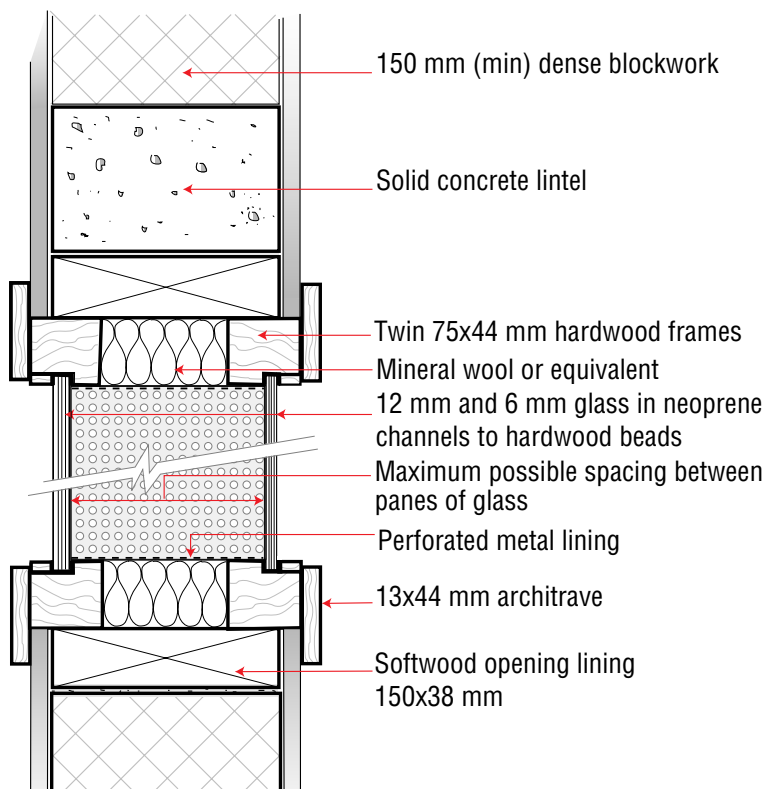 150 mm (min) dense blockwork
Solid concrete lintel
Twin 75x44 mm hardwood frames
Mineral wool or equivalent
12 mm and 6 mm glass in neoprene
channels to hardwood beads
Maximum possible spacing between
panes of glass
Perforated metal lining
13x44 mm architrave
Softwood opening lining
150x38 mm